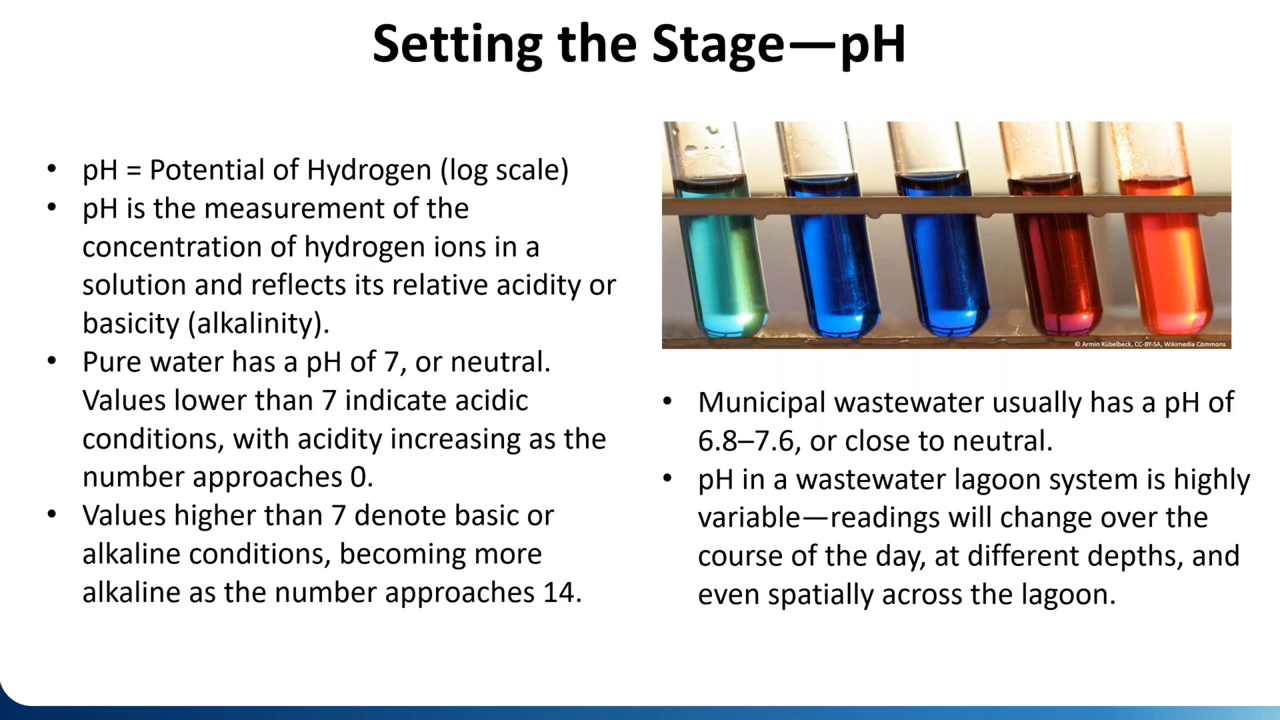 Setting the Stage—pH
• pH = Potential of Hydrogen (log scale)
• pH is the measurement of the
concentration of hydrogen ions in a
solution and reflects its relative acidity or
basicity (alkalinity).
• Pure water has a pH of 7, or neutral.
Values lower than 7 indicate acidic
conditions, with acidity increasing as the
number approaches 0.
• Values higher than 7 denote basic or
alkaline conditions, becoming more
alkaline as the number approaches 14.
© Armin Kübelbeck, CC-BY-SA, Wikimedia Commons
• Municipal wastewater usually has a pH of
6.8–7.6, or close to neutral.
• pH in a wastewater lagoon system is highly
variable—readings will change over the
course of the day, at different depths, and
even spatially across the lagoon.